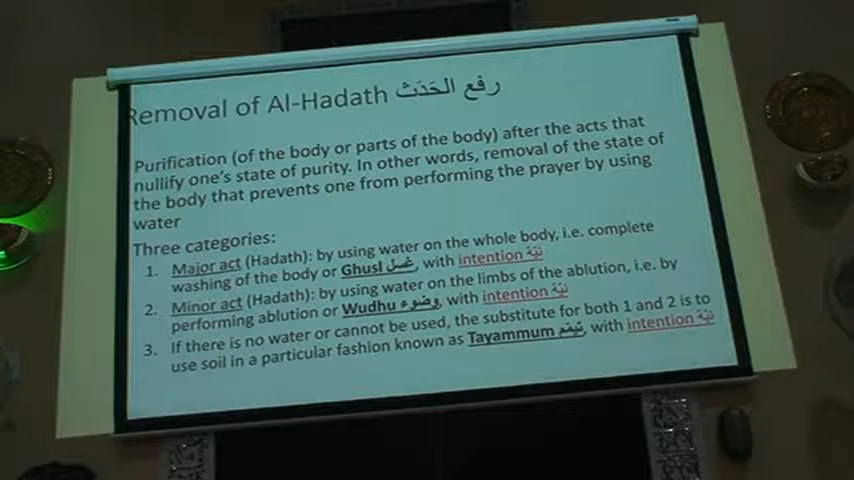 Removal of Al-Hadath رفع الحَدَث
Purification (of the body or parts of the body) after the acts that
nullify one's state of purity. In other words, removal of the state of
the body that prevents one from performing the prayer by using
water
Three categories:
1. Major act (Hadath): by using water on the whole body, i.e. complete
washing of the body or Ghusl غسل, with intention نيّة
2. Minor act (Hadath): by using water on the limbs of the ablution, i.e. by
performing ablution or Wudhu وضوء, with intention نيّة
3. If there is no water or cannot be used, the substitute for both 1 and 2 is to
use soil in a particular fashion known as Tayammum تيمّم, with intention نيّة